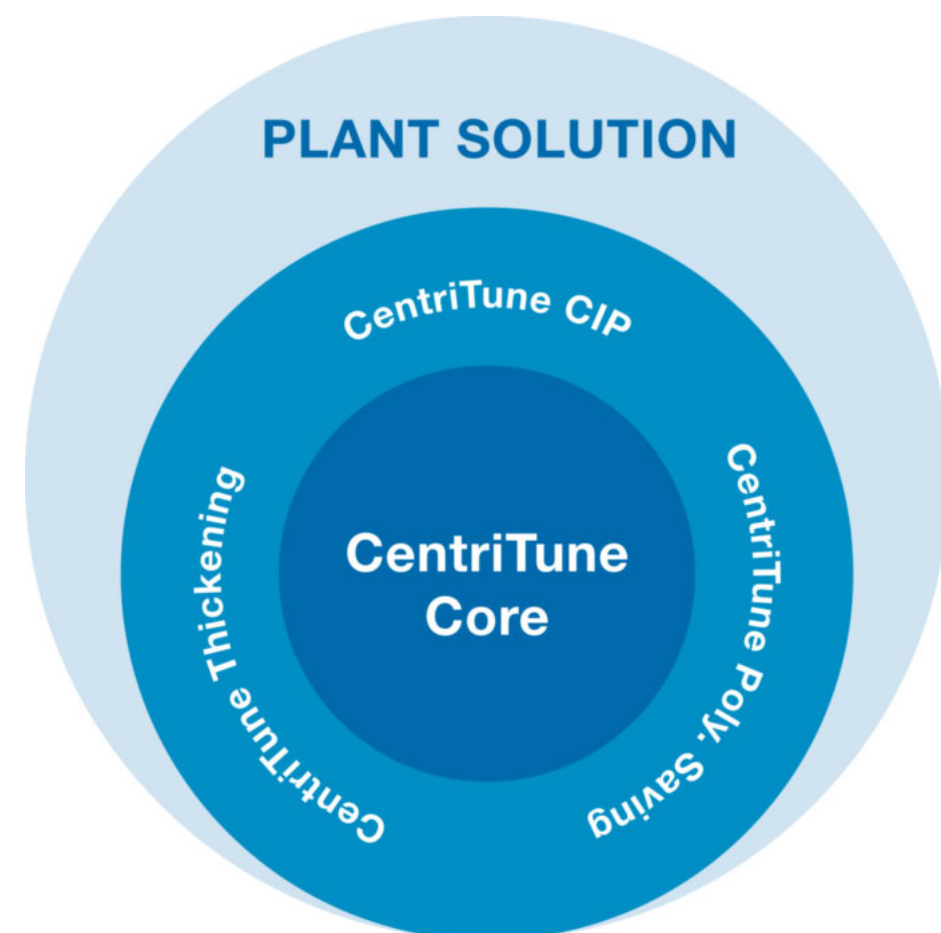 PLANT SOLUTION
CentriTune CIP
CentriTune Thickening
CentriTune Poly. Saving
CentriTune
Core